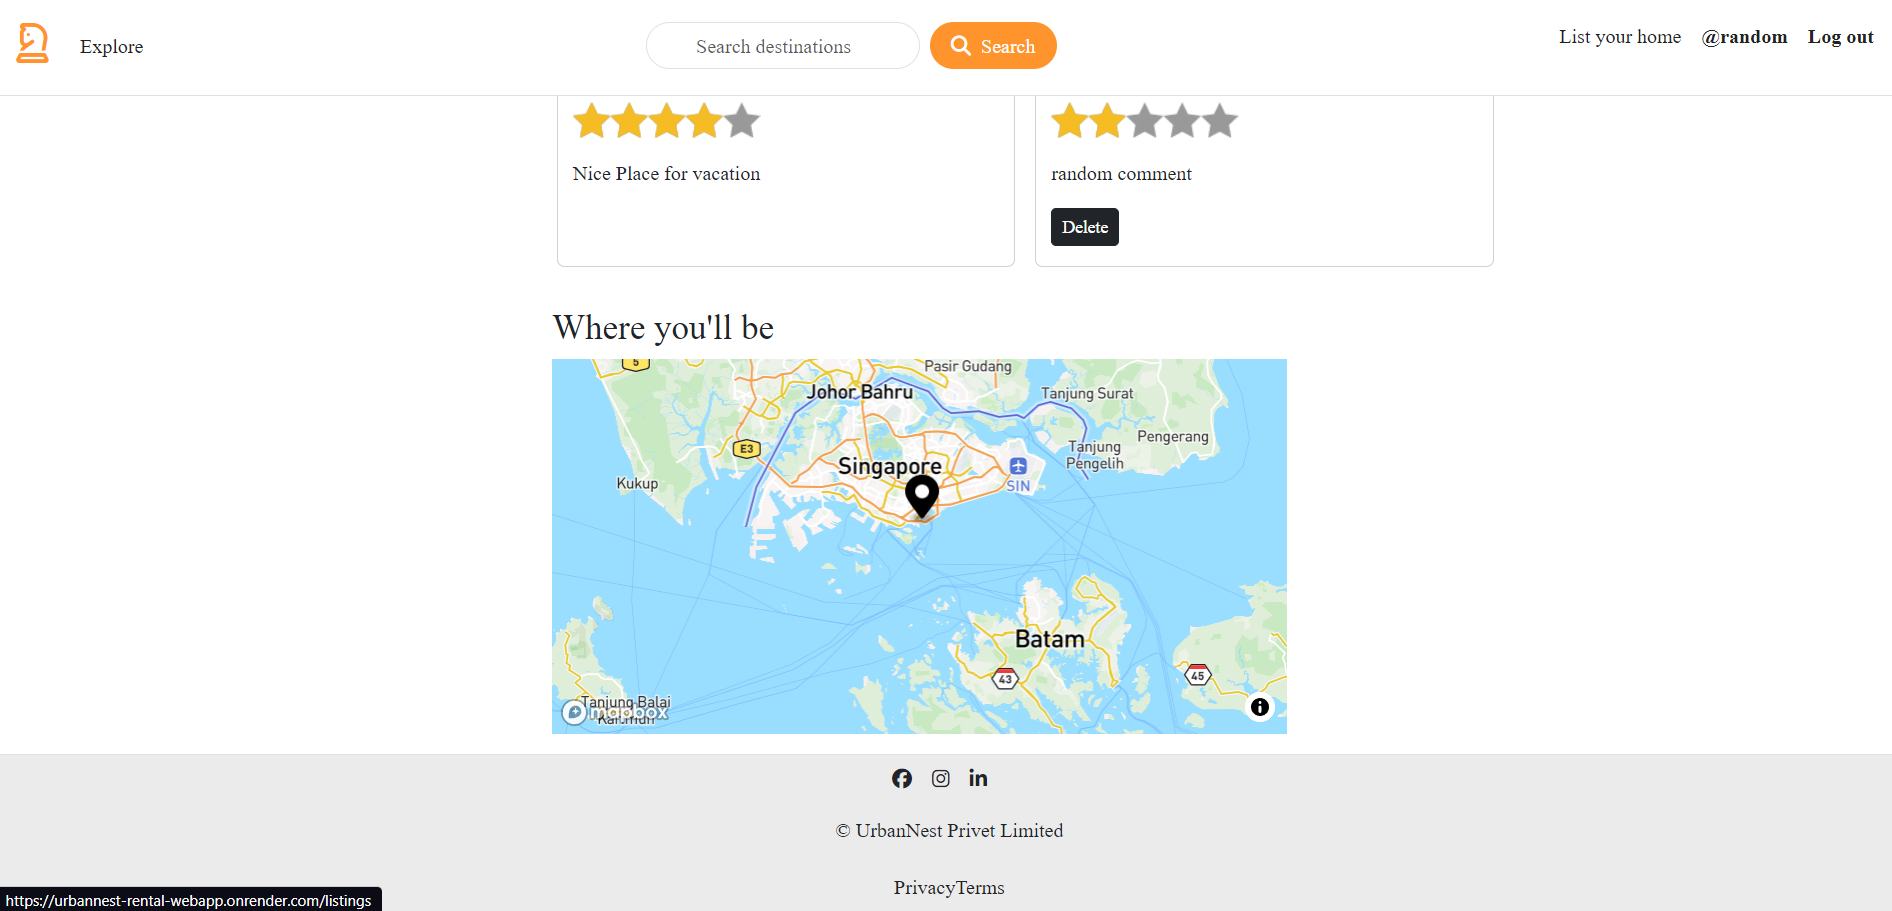 Explore
Search destinations
Search
List your home
@random
Log out
Nice Place for vacation
random comment
Delete
Where you'll be
5
Pasir Gudang
Johor Bahru
Tanjung Surat
E3
Pengerang
Tanjung
Pengelih
Singapore
SIN
Kukup
Batam
43
45
Tanjung Balai
Karimun
mapbox
© UrbanNest Privet Limited
PrivacyTerms
https://urbannest-rental-webapp.onrender.com/listings